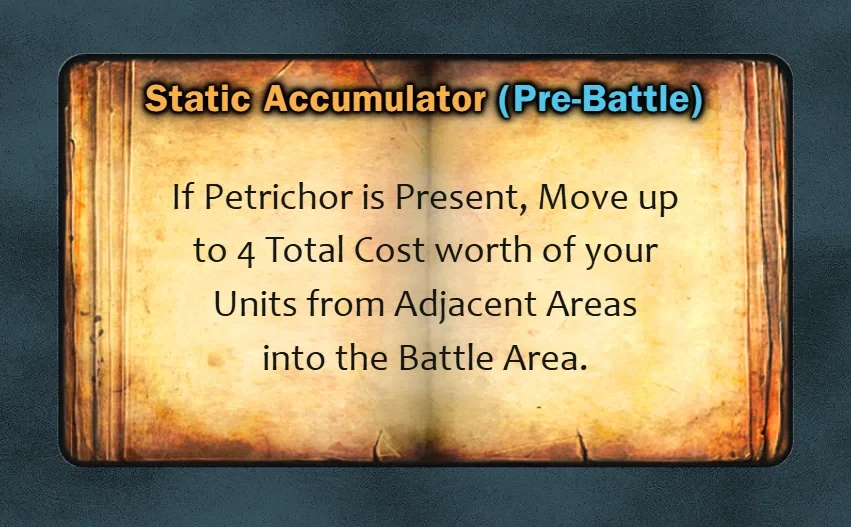 Static Accumulator (Pre-Battle)
If Petrichor is Present, Move up
to 4 Total Cost worth of your
Units from Adjacent Areas
into the Battle Area.